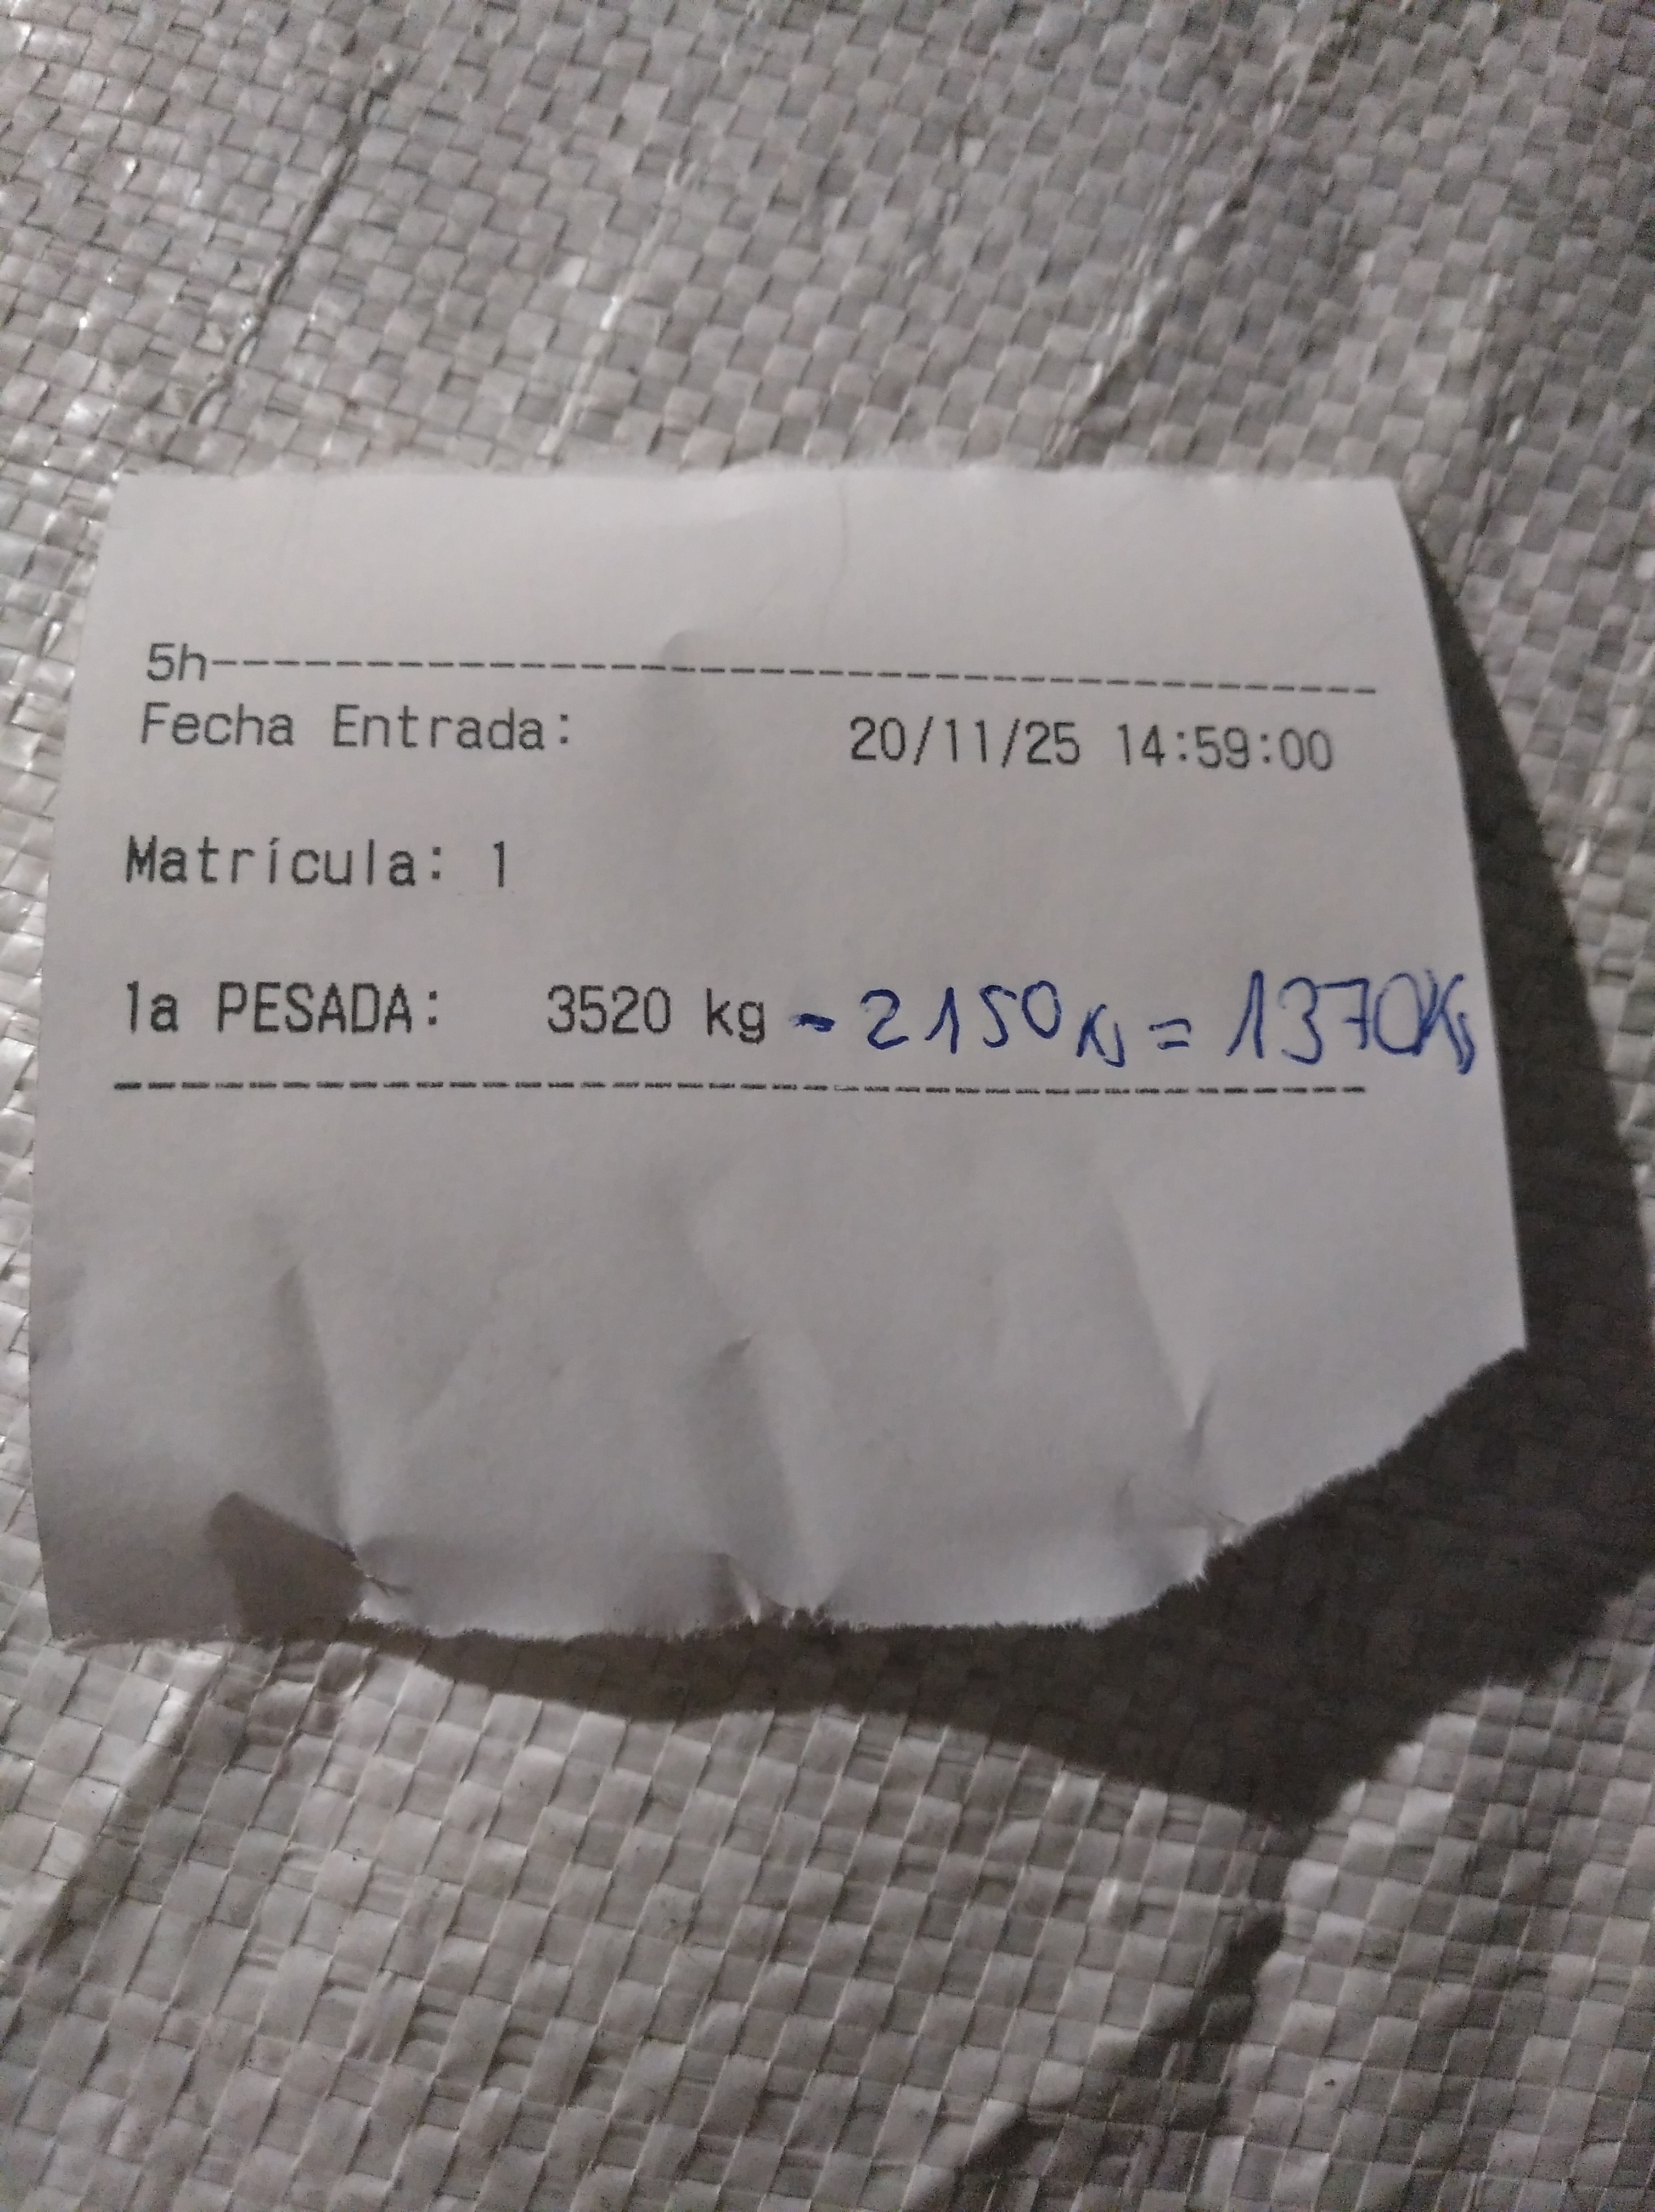 5h---------------------------------------
Fecha Entrada: 20/11/25 14:59:00
Matrícula: 1
1a PESADA: 3520 kg - 2150 Kg = 1370 Kg
-----------------------------------------